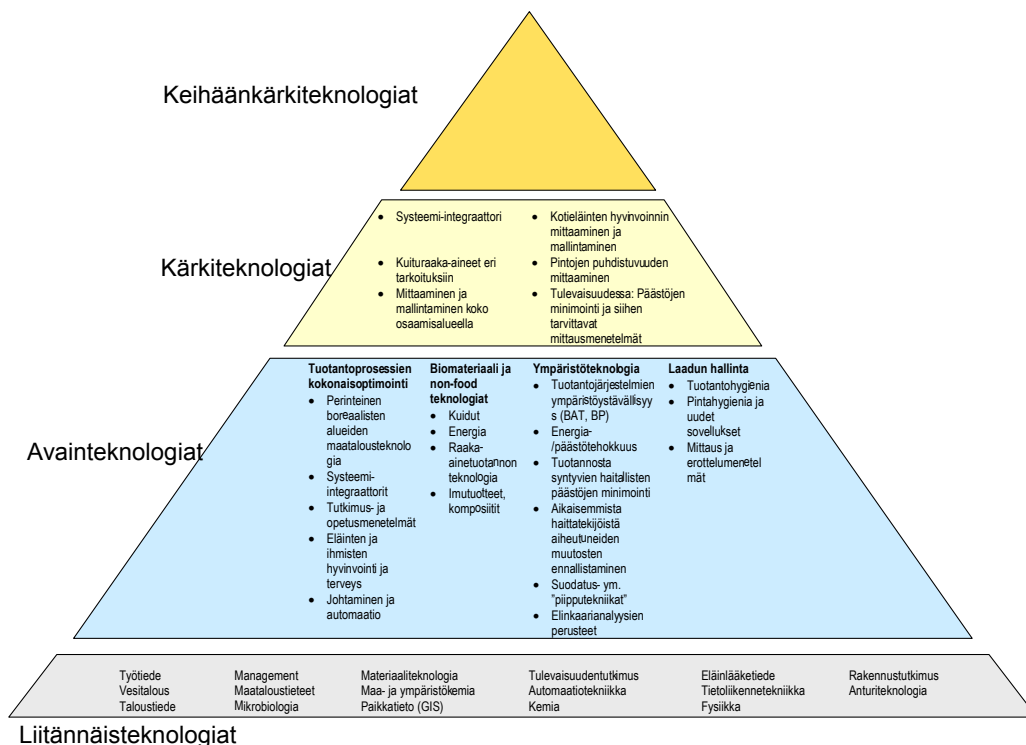 Keihäänkärkiteknologiat
Kärkiteknologiat
• Systeemi-integraattori
• Kuituraaka-aineet eri
tarkoituksiin
• Mittaaminen ja
mallintaminen koko
osaamisalueella
• Kotieläinten hyvinvoinnin
mittaaminen ja
mallintaminen
• Pintojen puhdistuvuuden
mittaaminen
• Tulevaisuudessa: Päästöjen
minimointi ja siihen
tarvittavat
mittausmenetelmät
Avainteknologiat
Tuotantoprosessien
kokonaisoptimointi
• Perinteinen
boreaalisten
alueiden
maatalousteknolo
gia
• Systeemi-
integraattorit
• Tutkimus- ja
opetusmenetelmät
• Eläinten ja
ihmisten
hyvinvointi ja
terveys
• Johtaminen ja
automaatio
Biomateriaali ja
non-food
teknologiat
• Kuidut
• Energia
• Raaka-
ainetuotannon
teknologia
• Imutuotteet,
komposiitit
Ympäristöteknologia
• Tuotantojärjestelmien
ympäristöystävällisyy
s (BAT, BP)
• Energia-
/päästötehokkuus
• Tuotannosta
syntyvien haitallisten
päästöjen minimointi
• Aikaisemmista
haittatekijöistä
aiheutuneiden
muutosten
ennallistaminen
• Suodatus- ym.
"piipputekniikat"
• Elinkaarianalyysien
perusteet
Laadun hallinta
• Tuotantohygienia
• Pintahygienia ja
uudet
sovellukset
• Mittaus ja
erottelumenetel
mät
Työtiede Management Materiaaliteknologia Tulevaisuudentutkimus Eläinlääketiede Rakennustutkimus
Vesitalous Maataloustieteet Maa- ja ympäristökemia Automaatiotekniikka Tietoliikennetekniikka Anturiteknologia
Taloustiede Mikrobiologia Paikkatieto (GIS) Kemia Fysiikka
Liitännäisteknologiat